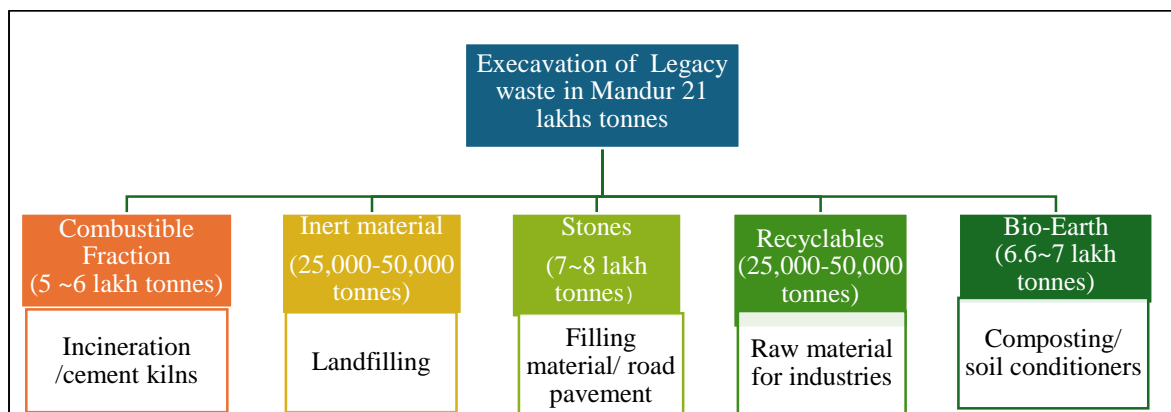 Execavation of Legacy
waste in Mandur 21
lakhs tonnes
Combustible
Fraction
(5 ~6 lakh tonnes)
Incineration
/cement kilns
Inert material
(25,000-50,000
tonnes)
Landfilling
Stones
(7~8 lakh
tonnes)
Filling
material/ road
pavement
Recyclables
(25,000-50,000
tonnes)
Raw material
for industries
Bio-Earth
(6.6~7 lakh
tonnes)
Composting/
soil conditioners